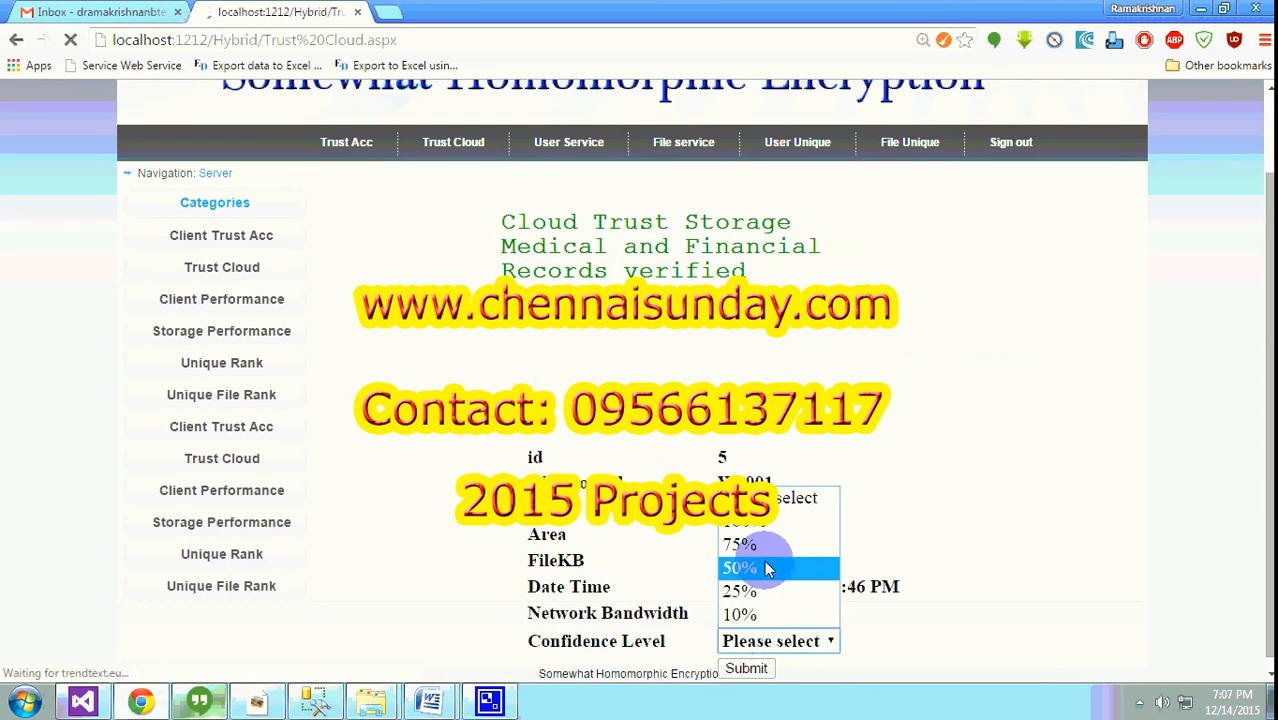 Inbox - dramakrishnanbte
localhost:1212/Hybrid/Tru
Ramakrishnan
localhost:1212/Hybrid/Trust%20Cloud.aspx
Apps
Service Web Service
Export data to Excel ...
Export to Excel usin...
Other bookmarks
Somewhat Homomorphic Encryption
Trust Acc
Trust Cloud
User Service
File service
User Unique
File Unique
Sign out
Navigation: Server
Categories
Client Trust Acc
Trust Cloud
Client Performance
Storage Performance
Unique Rank
Unique File Rank
Client Trust Acc
Trust Cloud
Client Performance
Storage Performance
Unique Rank
Unique File Rank
Cloud Trust Storage
Medical and Financial
Records verified
www.chennaisunday.com
Contact: 09566137117
2015 Projects
id 5
select
Area
75%
FileKB
50%
Date Time :46 PM
25%
Network Bandwidth
10%
Confidence Level Please select
Submit
Somewhat Homomorphic Encryptio
Waiting for trendtext.eu...
7:07 PM
12/14/2015